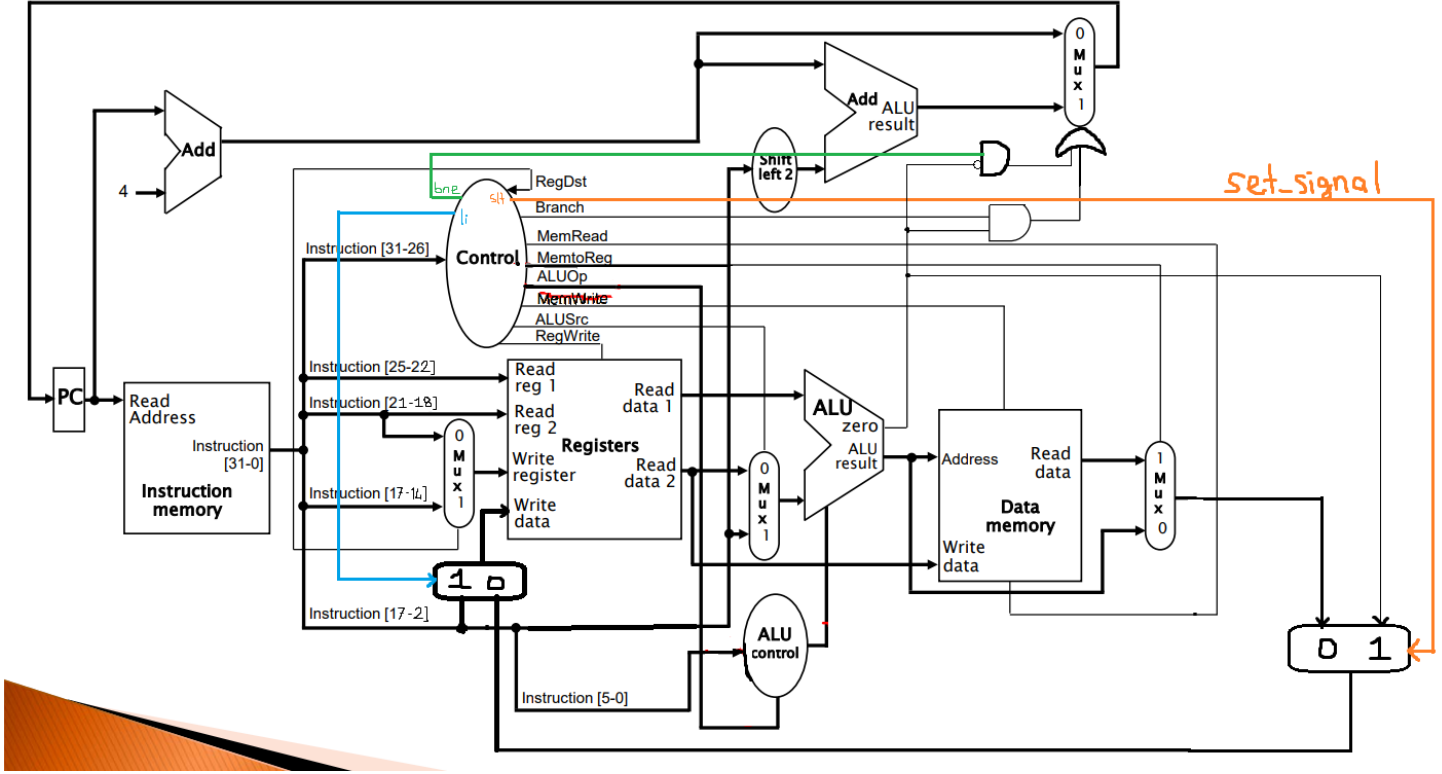 0
M
u
x
1
Add
ALU
result
Add
Shift
left 2
4
bne
slt
li
RegDst
set_signal
Branch
MemRead
Instruction [31-26]
Control
MemtoReg
ALUOp
MemWrite
ALUSrc
RegWrite
PC
Read
Address
Instruction
[31-0]
Instruction
memory
Instruction [25-22]
Instruction [21-18]
Instruction [17-14]
Instruction [17-2]
Instruction [5-0]
0
M
u
x
1
Read
reg 1
Read
reg 2
Write
register
Write
data
Registers
Read
data 1
Read
data 2
1 0
0
M
u
x
1
ALU
zero
ALU
result
ALU
control
Address
Read
data
Data
memory
Write
data
1
M
u
x
0
0 1